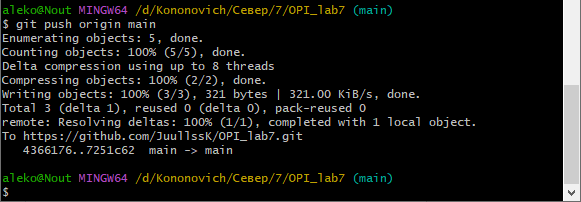 aleko@Nout MINGW64 /d/Kononovich/Север/7/OPI_lab7 (main)
$ git push origin main
Enumerating objects: 5, done.
Counting objects: 100% (5/5), done.
Delta compression using up to 8 threads
Compressing objects: 100% (2/2), done.
Writing objects: 100% (3/3), 321 bytes | 321.00 KiB/s, done.
Total 3 (delta 1), reused 0 (delta 0), pack-reused 0
remote: Resolving deltas: 100% (1/1), completed with 1 local object.
To https://github.com/JuullssK/OPI_lab7.git
   4366176..7251c62  main -> main
aleko@Nout MINGW64 /d/Kononovich/Север/7/OPI_lab7 (main)
$